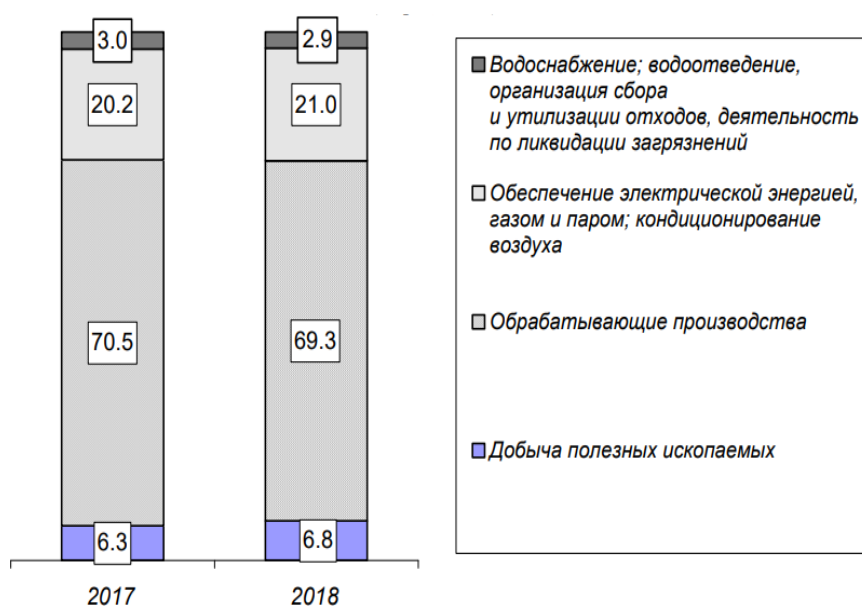 3.0
2.9
20.2
21.0
70.5
69.3
6.3
6.8
2017
2018
Водоснабжение; водоотведение,
организация сбора
и утилизации отходов, деятельность
по ликвидации загрязнений
Обеспечение электрической энергией,
газом и паром; кондиционирование
воздуха
Обрабатывающие производства
Добыча полезных ископаемых